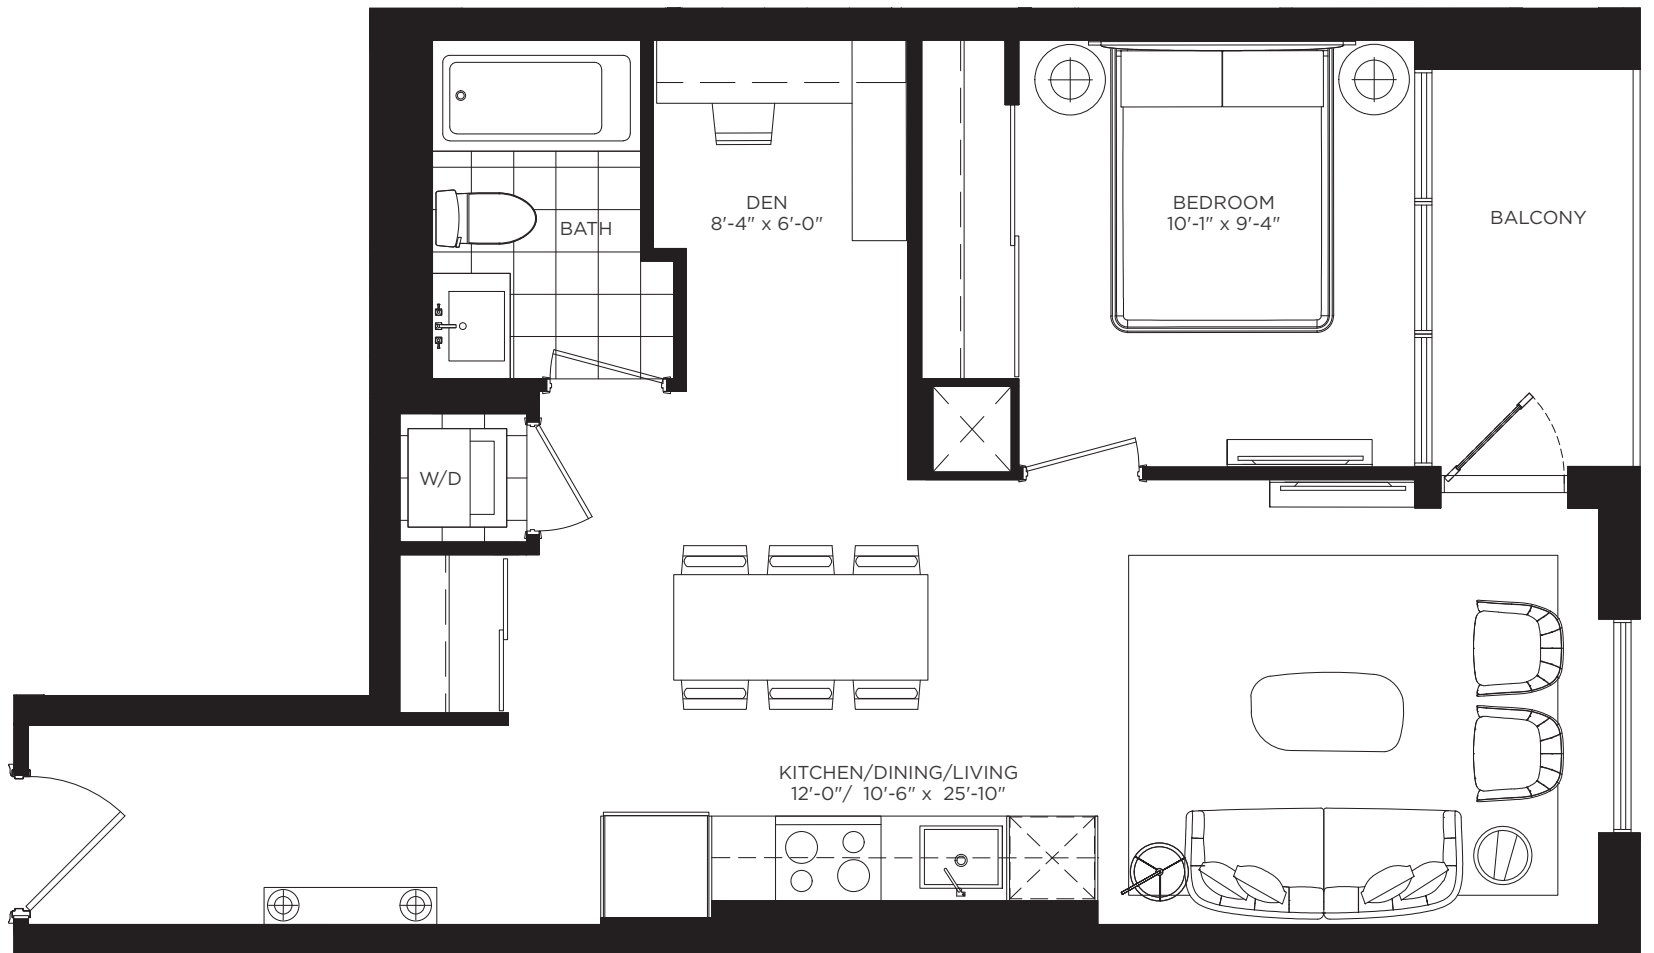 DEN
8'-4" x 6'-0"
BEDROOM
10'-1" x 9'-4"
BALCONY
BATH
W/D
KITCHEN/DINING/LIVING
12'-0"/ 10'-6" x 25'-10"